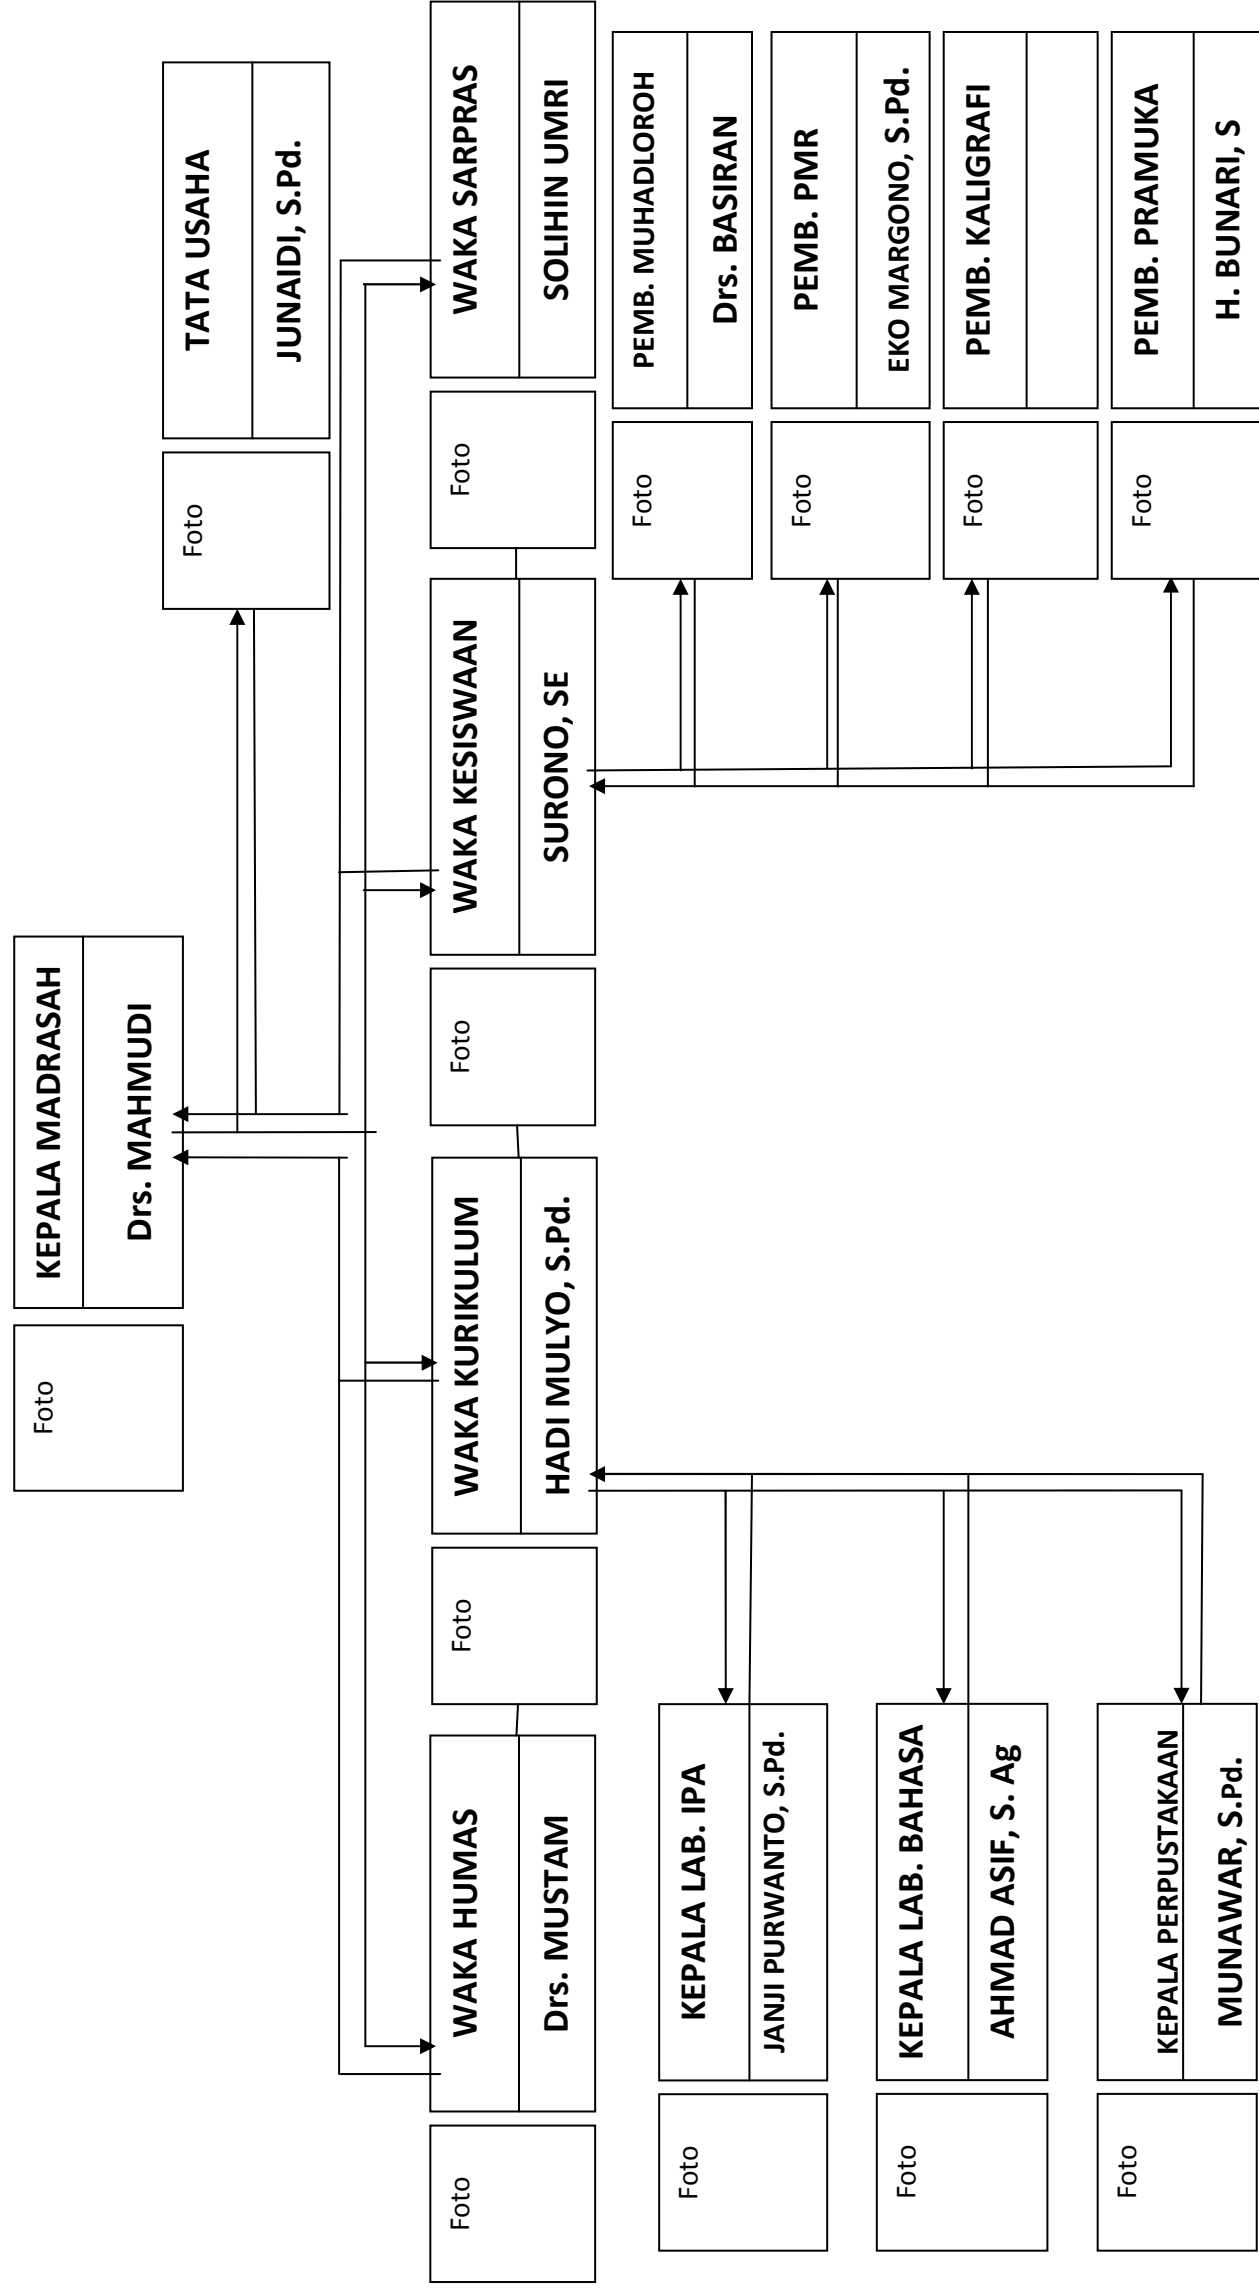 Foto
KEPALA MADRASAH
Drs. MAHMUDI
Foto
TATA USAHA
JUNAIDI, S.Pd.
Foto
WAKA HUMAS
Drs. MUSTAM
Foto
WAKA KURIKULUM
HADI MULYO, S.Pd.
Foto
WAKA KESISWAAN
SURONO, SE
Foto
WAKA SARPRAS
SOLIHIN UMRI
Foto
KEPALA LAB. IPA
JANJI PURWANTO, S.Pd.
Foto
KEPALA LAB. BAHASA
AHMAD ASIF, S. Ag
Foto
KEPALA PERPUSTAKAAN
MUNAWAR, S.Pd.
Foto
PEMB. MUHADLOROH
Drs. BASIRAN
Foto
PEMB. PMR
EKO MARGONO, S.Pd.
Foto
PEMB. KALIGRAFI
Foto
PEMB. PRAMUKA
H. BUNARI, S